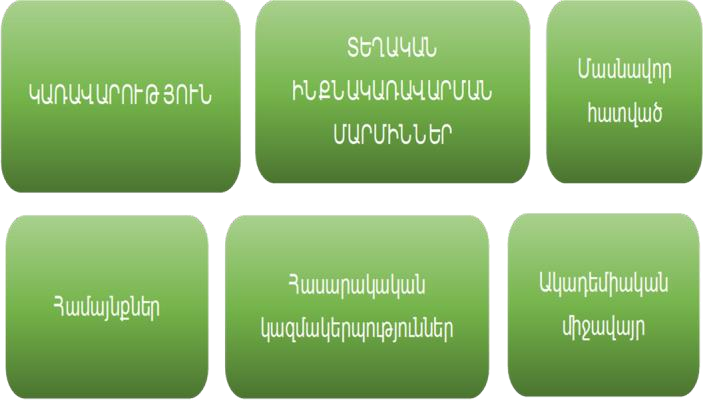 ԿԱՌԱՎԱՐՈՒԹՅՈՒՆ
ՏԵՂԱԿԱՆ
ԻՆՔՆԱԿԱՌԱՎԱՐՄԱՆ
ՄԱՐՄԻՆՆԵՐ
Մասնավոր
հատված
Համայնքներ
Հասարակական
կազմակերպություններ
Ակադեմիական
միջավայր